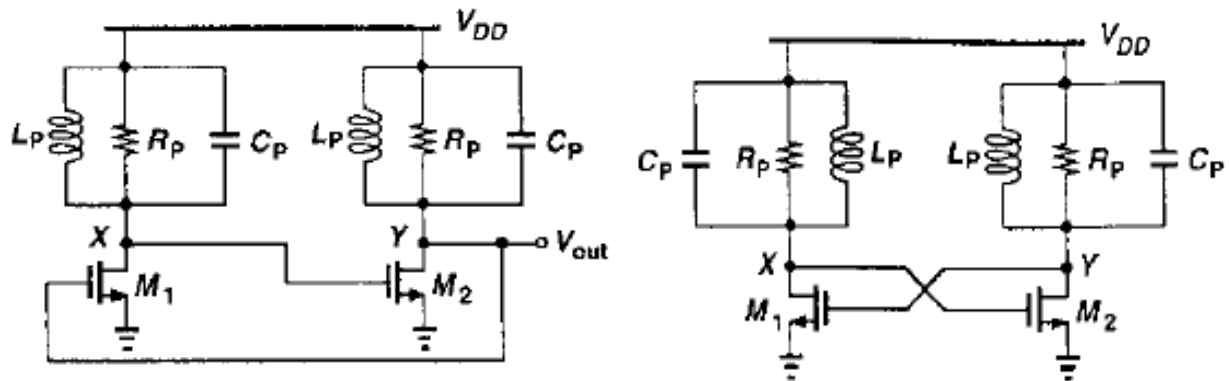 V_DD
L_P R_P C_P L_P R_P C_P
X Y V_out
M_1 M_2
V_DD
C_P R_P L_P L_P R_P C_P
X Y
M_1 M_2